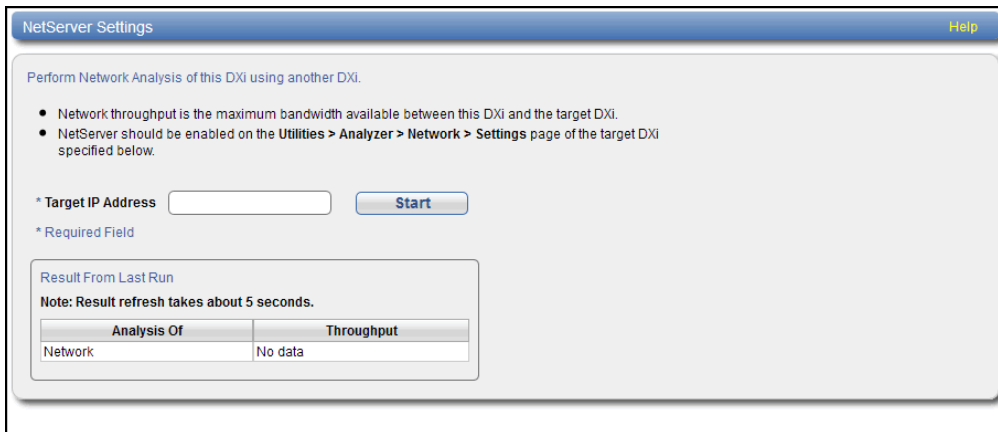 NetServer Settings Help
Perform Network Analysis of this DXi using another DXi.
● Network throughput is the maximum bandwidth available between this DXi and the target DXi.
● NetServer should be enabled on the Utilities > Analyzer > Network > Settings page of the target DXi
specified below.
* Target IP Address Start
* Required Field
Result From Last Run
Note: Result refresh takes about 5 seconds.
Analysis Of Throughput
Network No data